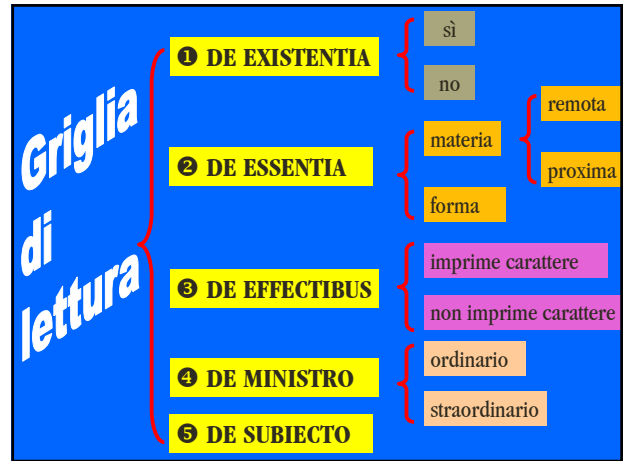 Griglia
di
lettura
❶ DE EXISTENTIA
sì
no
❷ DE ESSENTIA
materia
remota
proxima
forma
❸ DE EFFECTIBUS
imprime carattere
non imprime carattere
❹ DE MINISTRO
ordinario
straordinario
❺ DE SUBIECTO